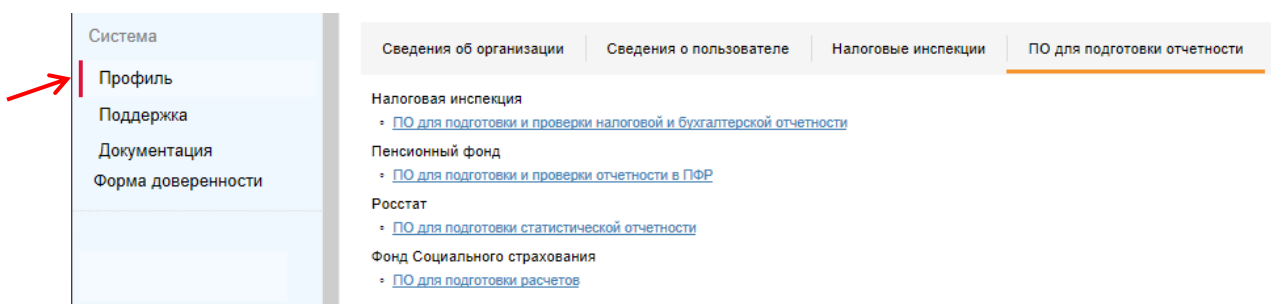 Система
Профиль
Поддержка
Документация
Форма доверенности
Сведения об организации Сведения о пользователе Налоговые инспекции ПО для подготовки отчетности
Налоговая инспекция
ПО для подготовки и проверки налоговой и бухгалтерской отчетности
Пенсионный фонд
ПО для подготовки и проверки отчетности в ПФР
Росстат
ПО для подготовки статистической отчетности
Фонд Социального страхования
ПО для подготовки расчетов